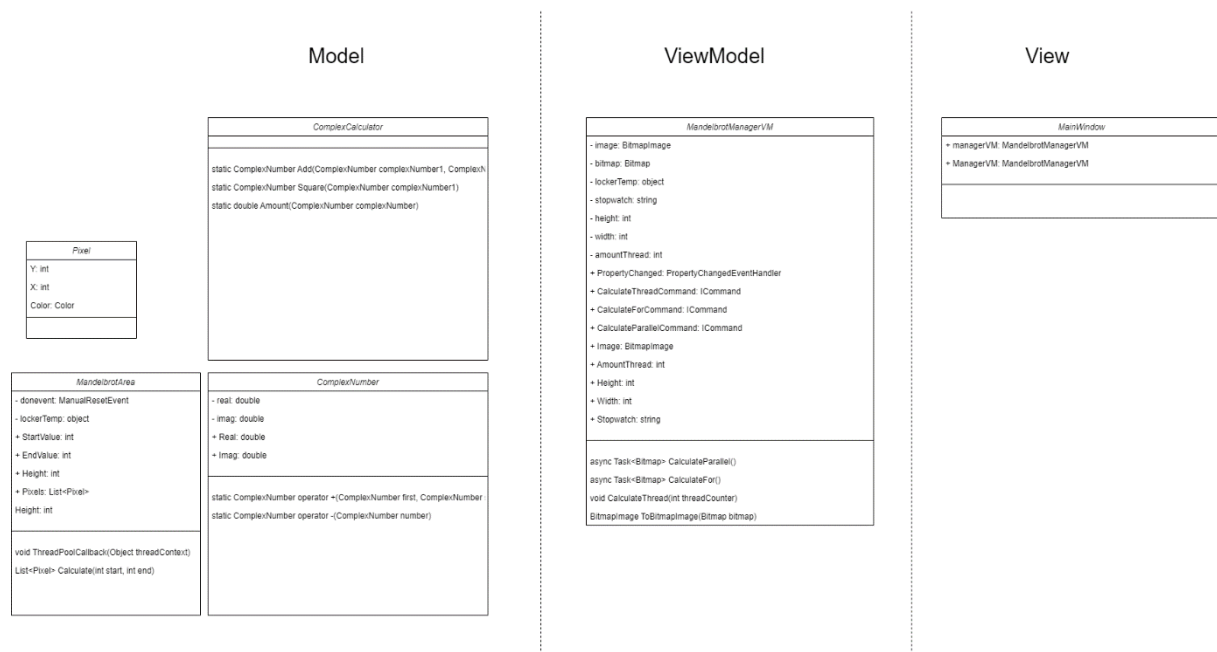 Model
ViewModel
View
ComplexCalculator
static ComplexNumber Add(ComplexNumber complexNumber1, ComplexN
static ComplexNumber Square(ComplexNumber complexNumber1)
static double Amount(ComplexNumber complexNumber)
Pixel
Y: int
X: int
Color: Color
MandelbrotArea
- donevent: ManualResetEvent
- lockerTemp: object
+ StartValue: int
+ EndValue: int
+ Height: int
+ Pixels: List<Pixel>
Height: int
void ThreadPoolCallback(Object threadContext)
List<Pixel> Calculate(int start, int end)
ComplexNumber
- real: double
- imag: double
+ Real: double
+ Imag: double
static ComplexNumber operator +(ComplexNumber first, ComplexNumber
static ComplexNumber operator -(ComplexNumber number)
MandelbrotManagerVM
- image: BitmapImage
- bitmap: Bitmap
- lockerTemp: object
- stopwatch: string
- height: int
- width: int
- amountThread: int
+ PropertyChanged: PropertyChangedEventHandler
+ CalculateThreadCommand: ICommand
+ CalculateForCommand: ICommand
+ CalculateParallelCommand: ICommand
+ Image: BitmapImage
+ AmountThread: int
+ Height: int
+ Width: int
+ Stopwatch: string
async Task<Bitmap> CalculateParallel()
async Task<Bitmap> CalculateFor()
void CalculateThread(int threadCounter)
BitmapImage ToBitmapImage(Bitmap bitmap)
MainWindow
+ managerVM: MandelbrotManagerVM
+ ManagerVM: MandelbrotManagerVM